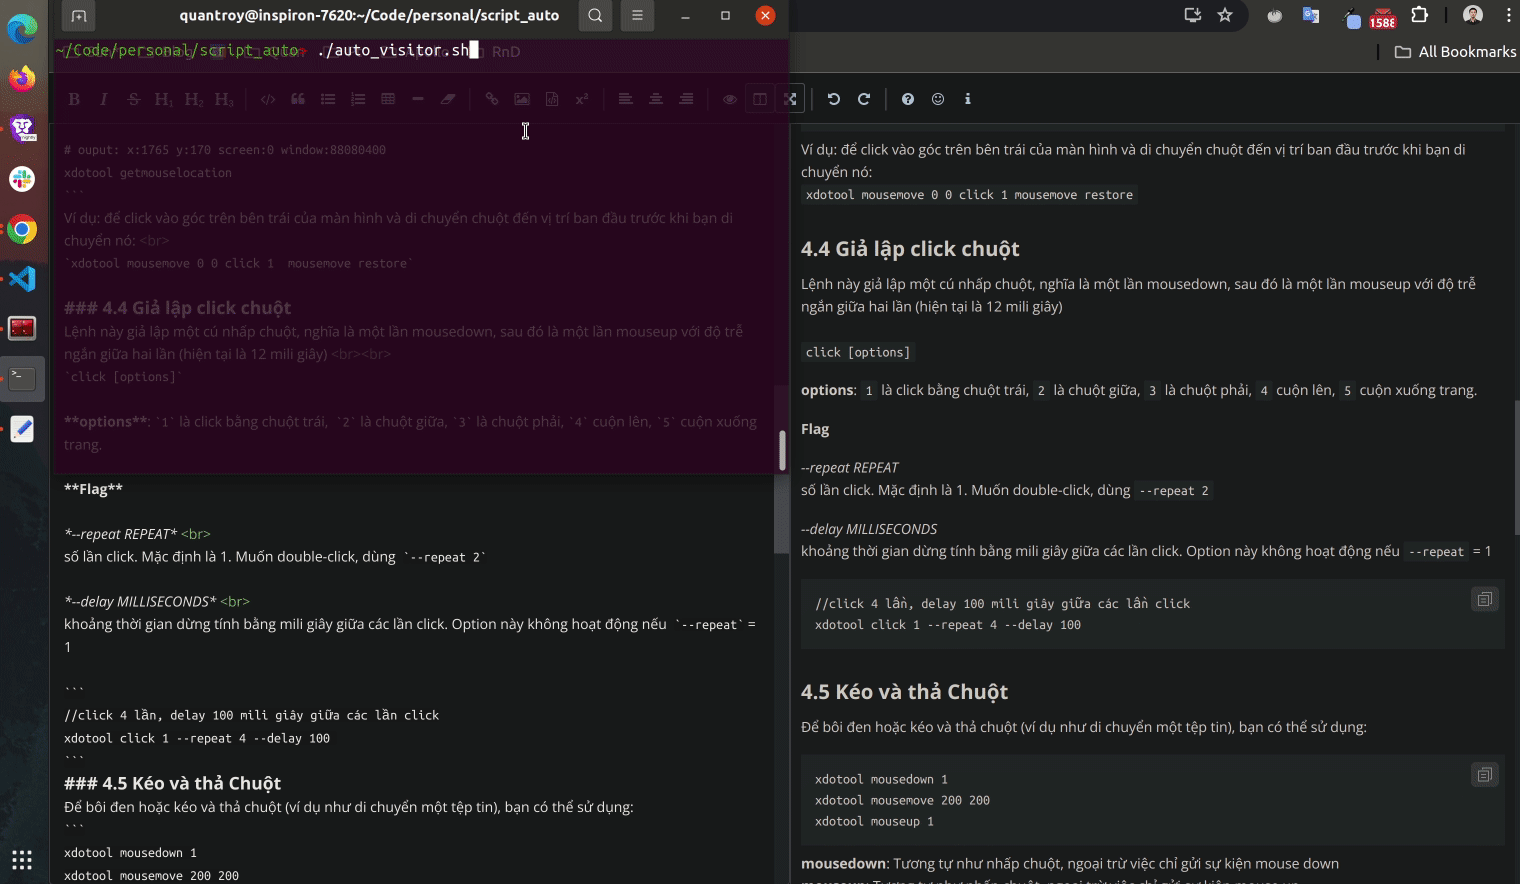 quantroy@inspiron-7620:~/Code/personal/script_auto
~/Code/personal/script_auto ./auto_visitor.sh
RnD
All Bookmarks
1588
nightly
B I S H1 H2 H3
x²
# ouput: x:1765 y:170 screen:0 window:88080400
xdotool getmouselocation
```
Ví dụ: để click vào góc trên bên trái của màn hình và di chuyển chuột đến vị trí ban đầu trước khi bạn di
chuyển nó: <br>
`xdotool mousemove 0 0 click 1  mousemove restore`
### 4.4 Giả lập click chuột
Lệnh này giả lập một cú nhấp chuột, nghĩa là một lần mousedown, sau đó là một lần mouseup với độ trễ
ngắn giữa hai lần (hiện tại là 12 mili giây) <br><br>
`click [options]`
**options**: `1` là click bằng chuột trái, `2` là chuột giữa, `3` là chuột phải, `4` cuộn lên, `5` cuộn xuống
trang.
**Flag**
*--repeat REPEAT* <br>
số lần click. Mặc định là 1. Muốn double-click, dùng `--repeat 2`
*--delay MILLISECONDS* <br>
khoảng thời gian dừng tính bằng mili giây giữa các lần click. Option này không hoạt động nếu `--repeat` =
1
```
//click 4 lần, delay 100 mili giây giữa các lần click
xdotool click 1 --repeat 4 --delay 100
```
### 4.5 Kéo và thả Chuột
Để bôi đen hoặc kéo và thả chuột (ví dụ như di chuyển một tệp tin), bạn có thể sử dụng:
```
xdotool mousedown 1
xdotool mousemove 200 200
Ví dụ: để click vào góc trên bên trái của màn hình và di chuyển chuột đến vị trí ban đầu trước khi bạn di
chuyển nó:
xdotool mousemove 0 0 click 1 mousemove restore
4.4 Giả lập click chuột
Lệnh này giả lập một cú nhấp chuột, nghĩa là một lần mousedown, sau đó là một lần mouseup với độ trễ
ngắn giữa hai lần (hiện tại là 12 mili giây)
click [options]
options: 1 là click bằng chuột trái, 2 là chuột giữa, 3 là chuột phải, 4 cuộn lên, 5 cuộn xuống trang.
Flag
--repeat REPEAT
số lần click. Mặc định là 1. Muốn double-click, dùng --repeat 2
--delay MILLISECONDS
khoảng thời gian dừng tính bằng mili giây giữa các lần click. Option này không hoạt động nếu --repeat = 1
//click 4 lần, delay 100 mili giây giữa các lần click
xdotool click 1 --repeat 4 --delay 100
4.5 Kéo và thả Chuột
Để bôi đen hoặc kéo và thả chuột (ví dụ như di chuyển một tệp tin), bạn có thể sử dụng:
xdotool mousedown 1
xdotool mousemove 200 200
xdotool mouseup 1
mousedown: Tương tự như nhấp chuột, ngoại trừ việc chỉ gửi sự kiện mouse down